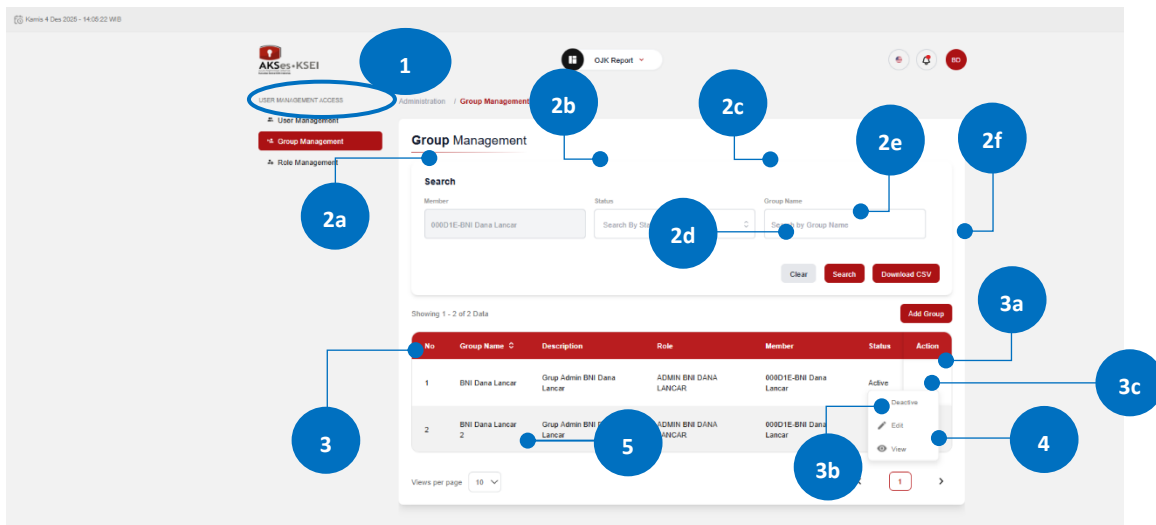 Kamis 4 Des 2025 - 14:05:22 WIB
AKSes•KSEI
1
OJK Report
BD
USER MANAGEMENT ACCESS
Administration / Group Management
User Management
Group Management
Role Management
2b
2c
2e
2f
Group Management
Search
2a
Member
Status
Group Name
000D1E-BNI Dana Lancar
Search By Sta
2d
Search by Group Name
Clear
Search
Download CSV
Showing 1 - 2 of 2 Data
Add Group
3a
No
Group Name
Description
Role
Member
Status
Action
1
BNI Dana Lancar
Grup Admin BNI Dana
Lancar
ADMIN BNI DANA
LANCAR
000D1E-BNI Dana
Lancar
Active
3c
Deactive
Edit
View
2
BNI Dana Lancar
2
Grup Admin BNI
Lancar
ADMIN BNI DANA
LANCAR
000D1E-BNI Dana
Lancar
3
5
3b
4
Views per page
10
1